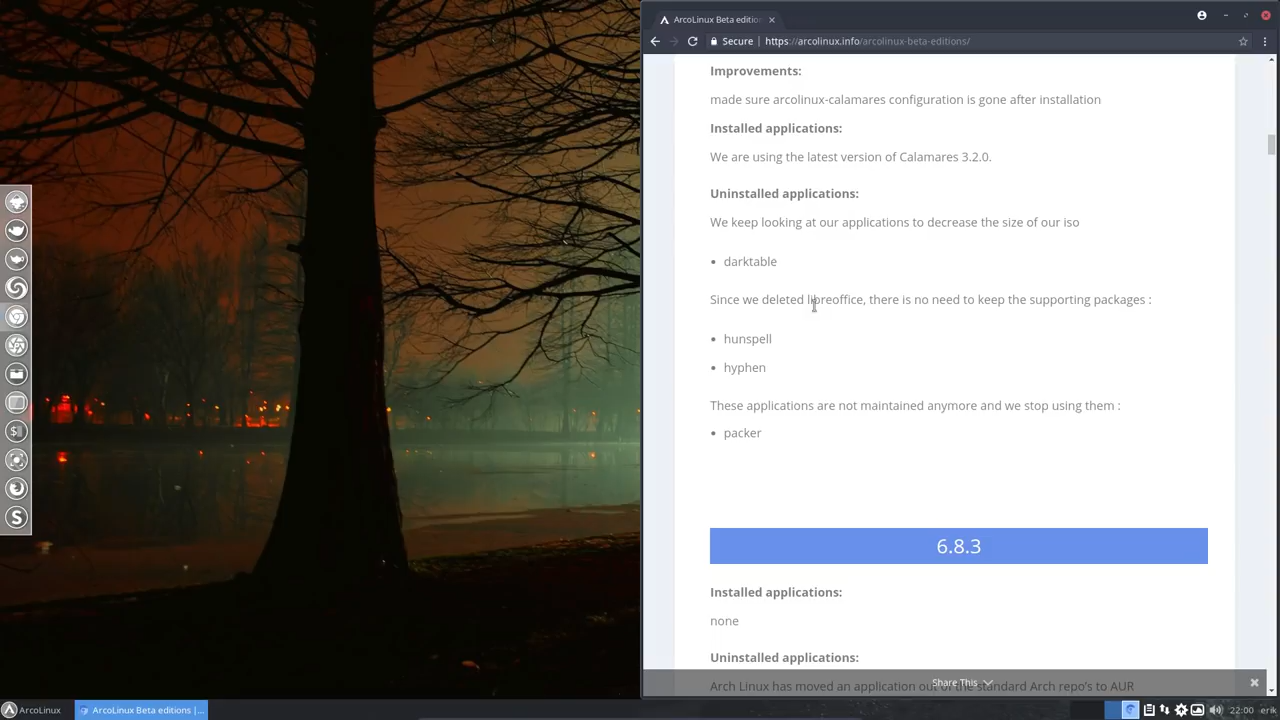 ArcoLinux Beta editio
Secure
https://arcolinux.info/arcolinux-beta-editions/
Improvements:
made sure arcolinux-calamares configuration is gone after installation
Installed applications:
We are using the latest version of Calamares 3.2.0.
Uninstalled applications:
We keep looking at our applications to decrease the size of our iso
• darktable
Since we deleted libreoffice, there is no need to keep the supporting packages :
• hunspell
• hyphen
These applications are not maintained anymore and we stop using them :
• packer
6.8.3
Installed applications:
none
Uninstalled applications:
Arch Linux has moved an application out of the standard Arch repo's to AUR
Share This
ArcoLinux
ArcoLinux Beta editions |...
22:00 erik